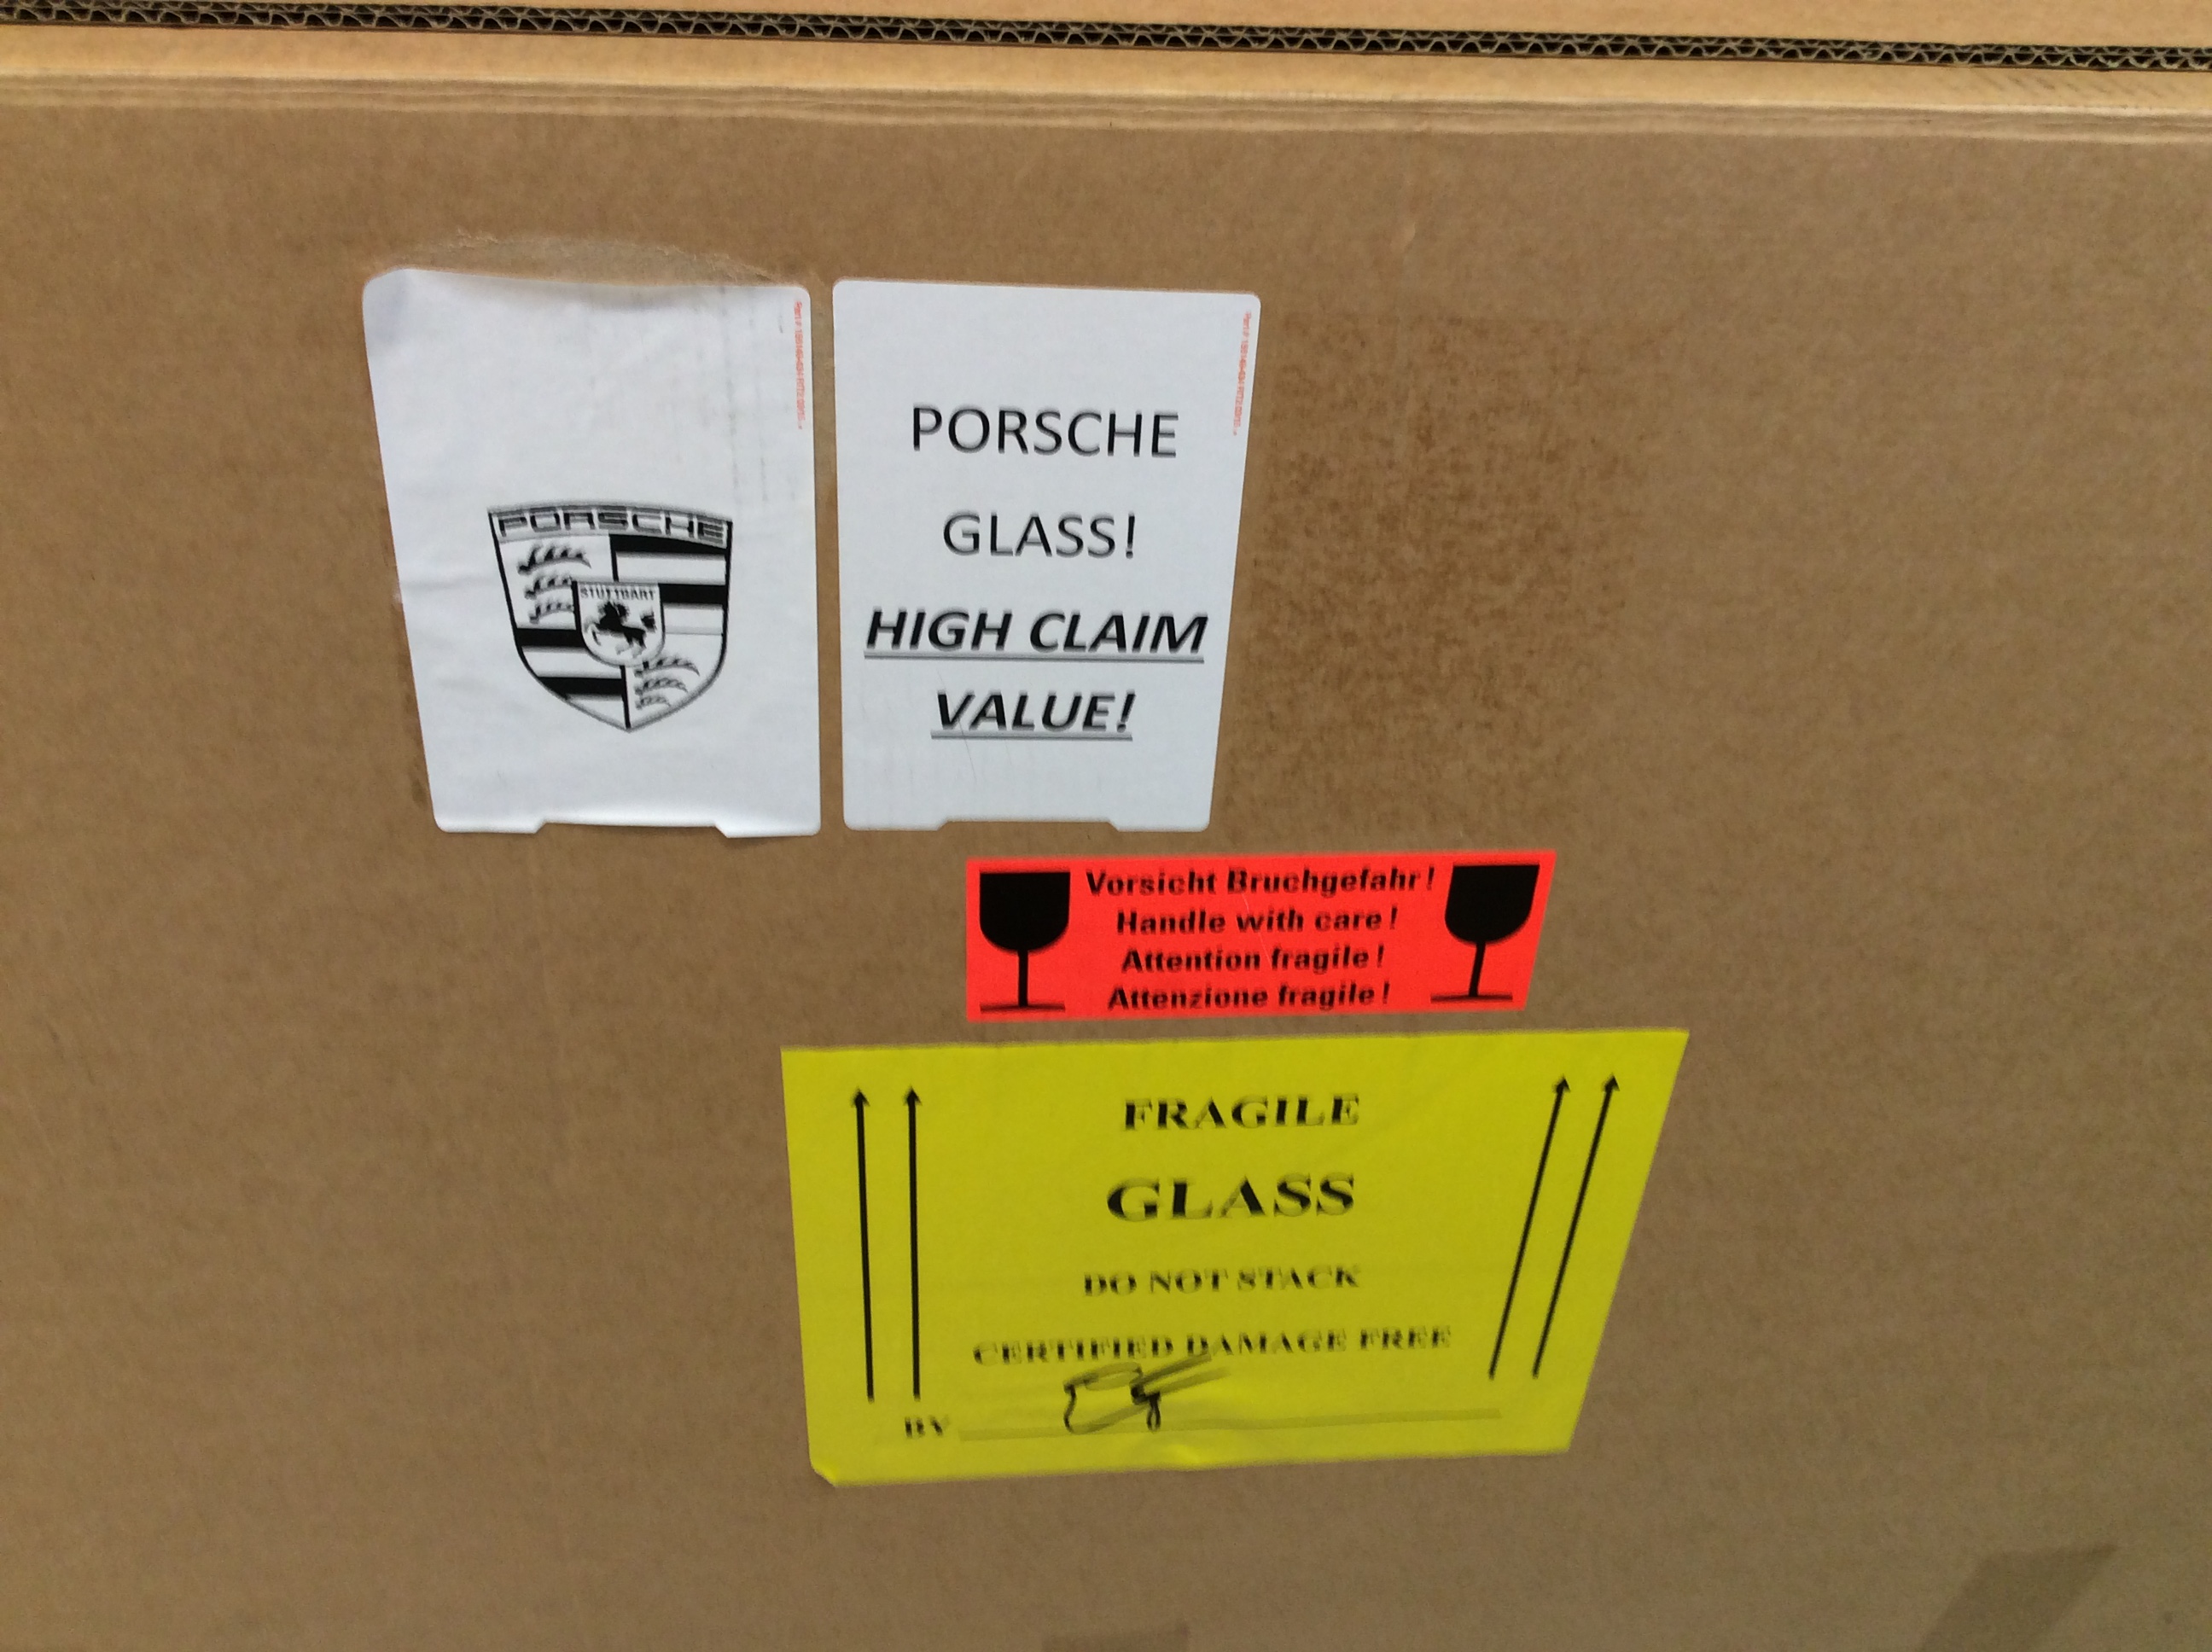 PORSCHE
STUTTGART
PORSCHE
GLASS!
HIGH CLAIM
VALUE!
Vorsicht Bruchgefahr!
Handle with care!
Attention fragile!
Attenzione fragile!
FRAGILE
GLASS
DO NOT STACK
CERTIFIED DAMAGE FREE
BY